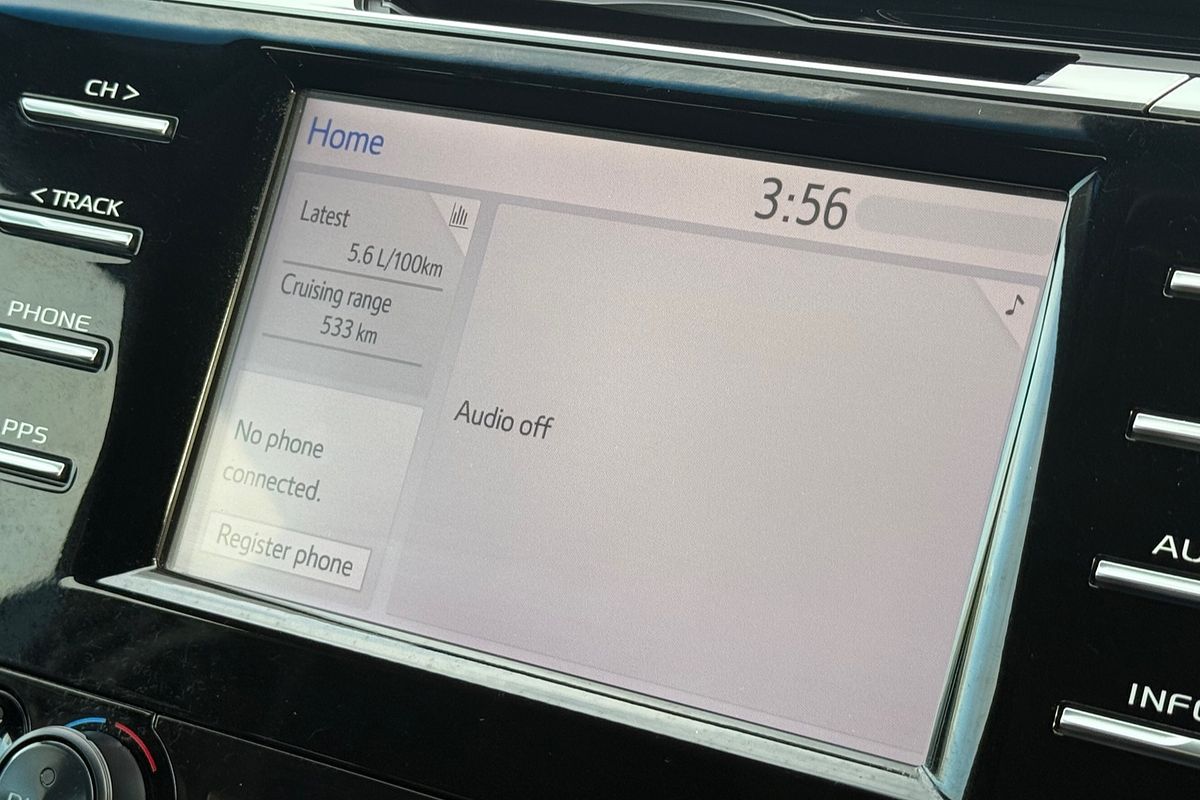 CH >
< TRACK
PHONE
PPS
Home
3:56
Latest
5.6 L/100km
Cruising range
533 km
No phone
connected.
Register phone
Audio off
AU
INFO